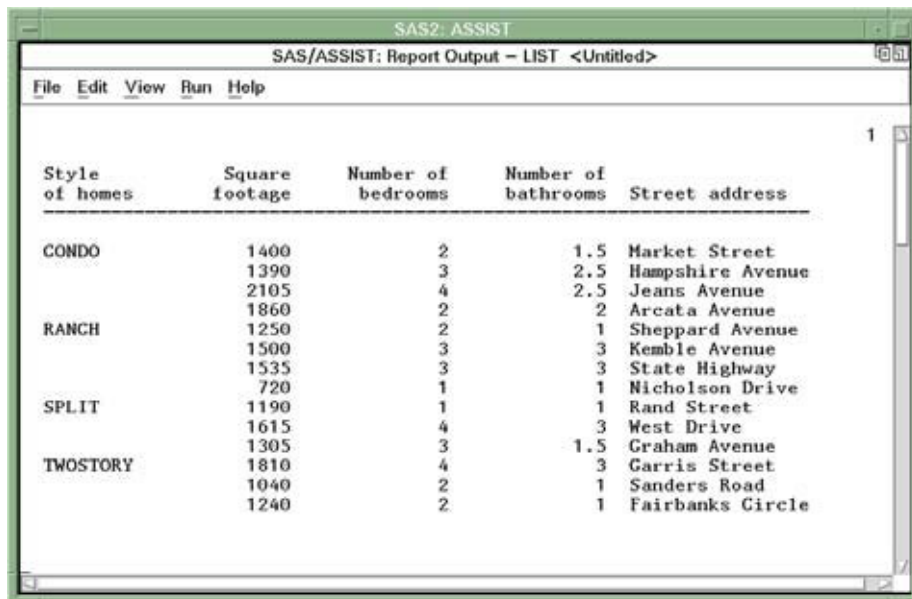 SAS2: ASSIST
SAS/ASSIST: Report Output – LIST <Untitled>
File Edit View Run Help
1
Style Square Number of Number of
of homes footage bedrooms bathrooms Street address
CONDO 1400 2 1.5 Market Street
1390 3 2.5 Hampshire Avenue
2105 4 2.5 Jeans Avenue
1860 2 2 Arcata Avenue
RANCH 1250 2 1 Sheppard Avenue
1500 3 3 Kemble Avenue
1535 3 3 State Highway
720 1 1 Nicholson Drive
SPLIT 1190 1 1 Rand Street
1615 4 3 West Drive
1305 3 1.5 Graham Avenue
TWOSTORY 1810 4 3 Garris Street
1040 2 1 Sanders Road
1240 2 1 Fairbanks Circle